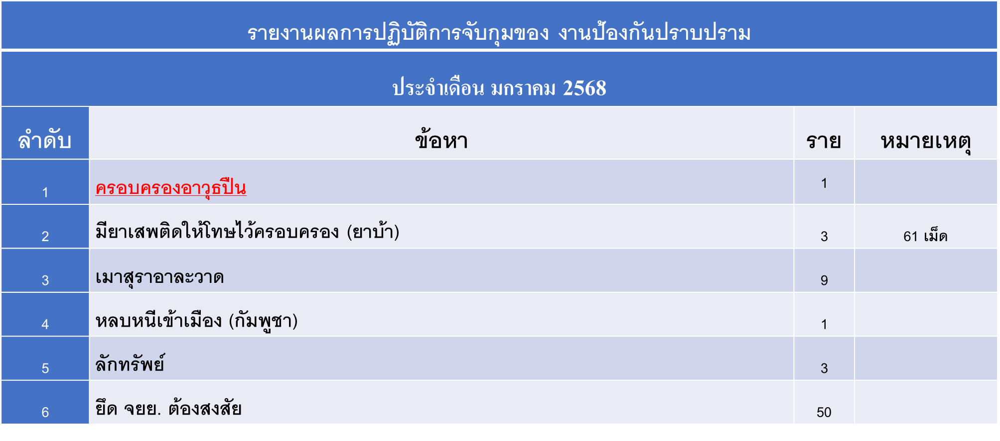 รายงานผลการปฏิบัติการจับกุมของ งานป้องกันปราบปราม
ประจำเดือน มกราคม 2568
ลำดับ ข้อหา ราย หมายเหตุ
1 ครอบครองอาวุธปืน 1
2 มียาเสพติดให้โทษไว้ครอบครอง (ยาบ้า) 3 61 เม็ด
3 เมาสุราอาละวาด 9
4 หลบหนีเข้าเมือง (กัมพูชา) 1
5 ลักทรัพย์ 3
6 ยึด จยย. ต้องสงสัย 50